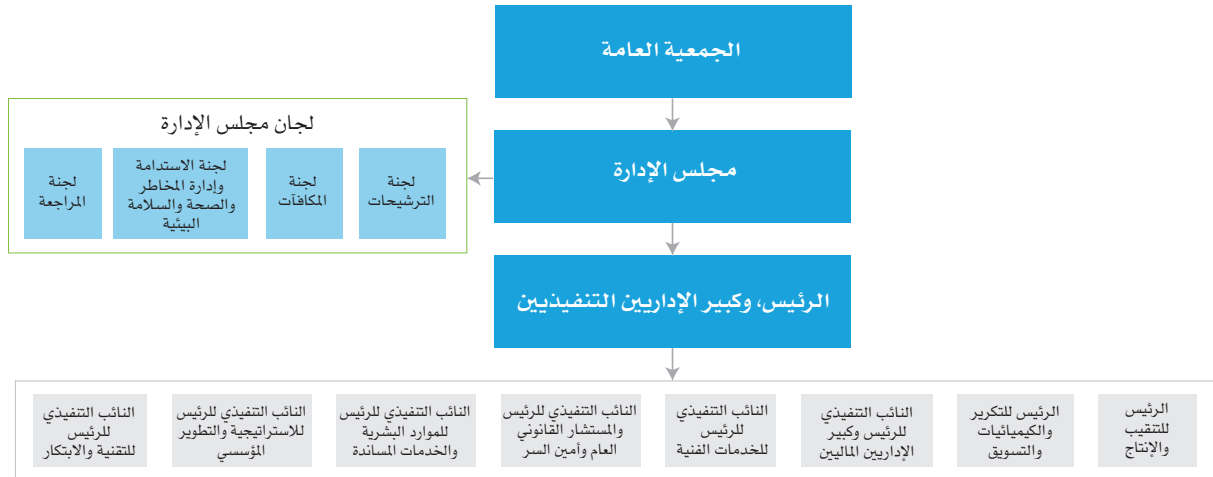 الجمعية العامة
مجلس الإدارة
لجان مجلس الإدارة
لجنة
الترشيحات
لجنة
المكافآت
لجنة الاستدامة
وإدارة المخاطر
والصحة والسلامة
البيئية
لجنة
المراجعة
الرئيس، وكبير الإداريين التنفيذيين
الرئيس
للتنقيب
والإنتاج
الرئيس للتكرير
والكيميائيات
والتسويق
النائب التنفيذي
للرئيس وكبير
الإداريين الماليين
النائب التنفيذي
للرئيس
للخدمات الفنية
النائب التنفيذي للرئيس
والمستشار القانوني
العام وأمين السر
النائب التنفيذي للرئيس
للموارد البشرية
والخدمات المساندة
النائب التنفيذي للرئيس
للاستراتيجية والتطوير
المؤسسي
النائب التنفيذي
للرئيس
للتقنية والابتكار